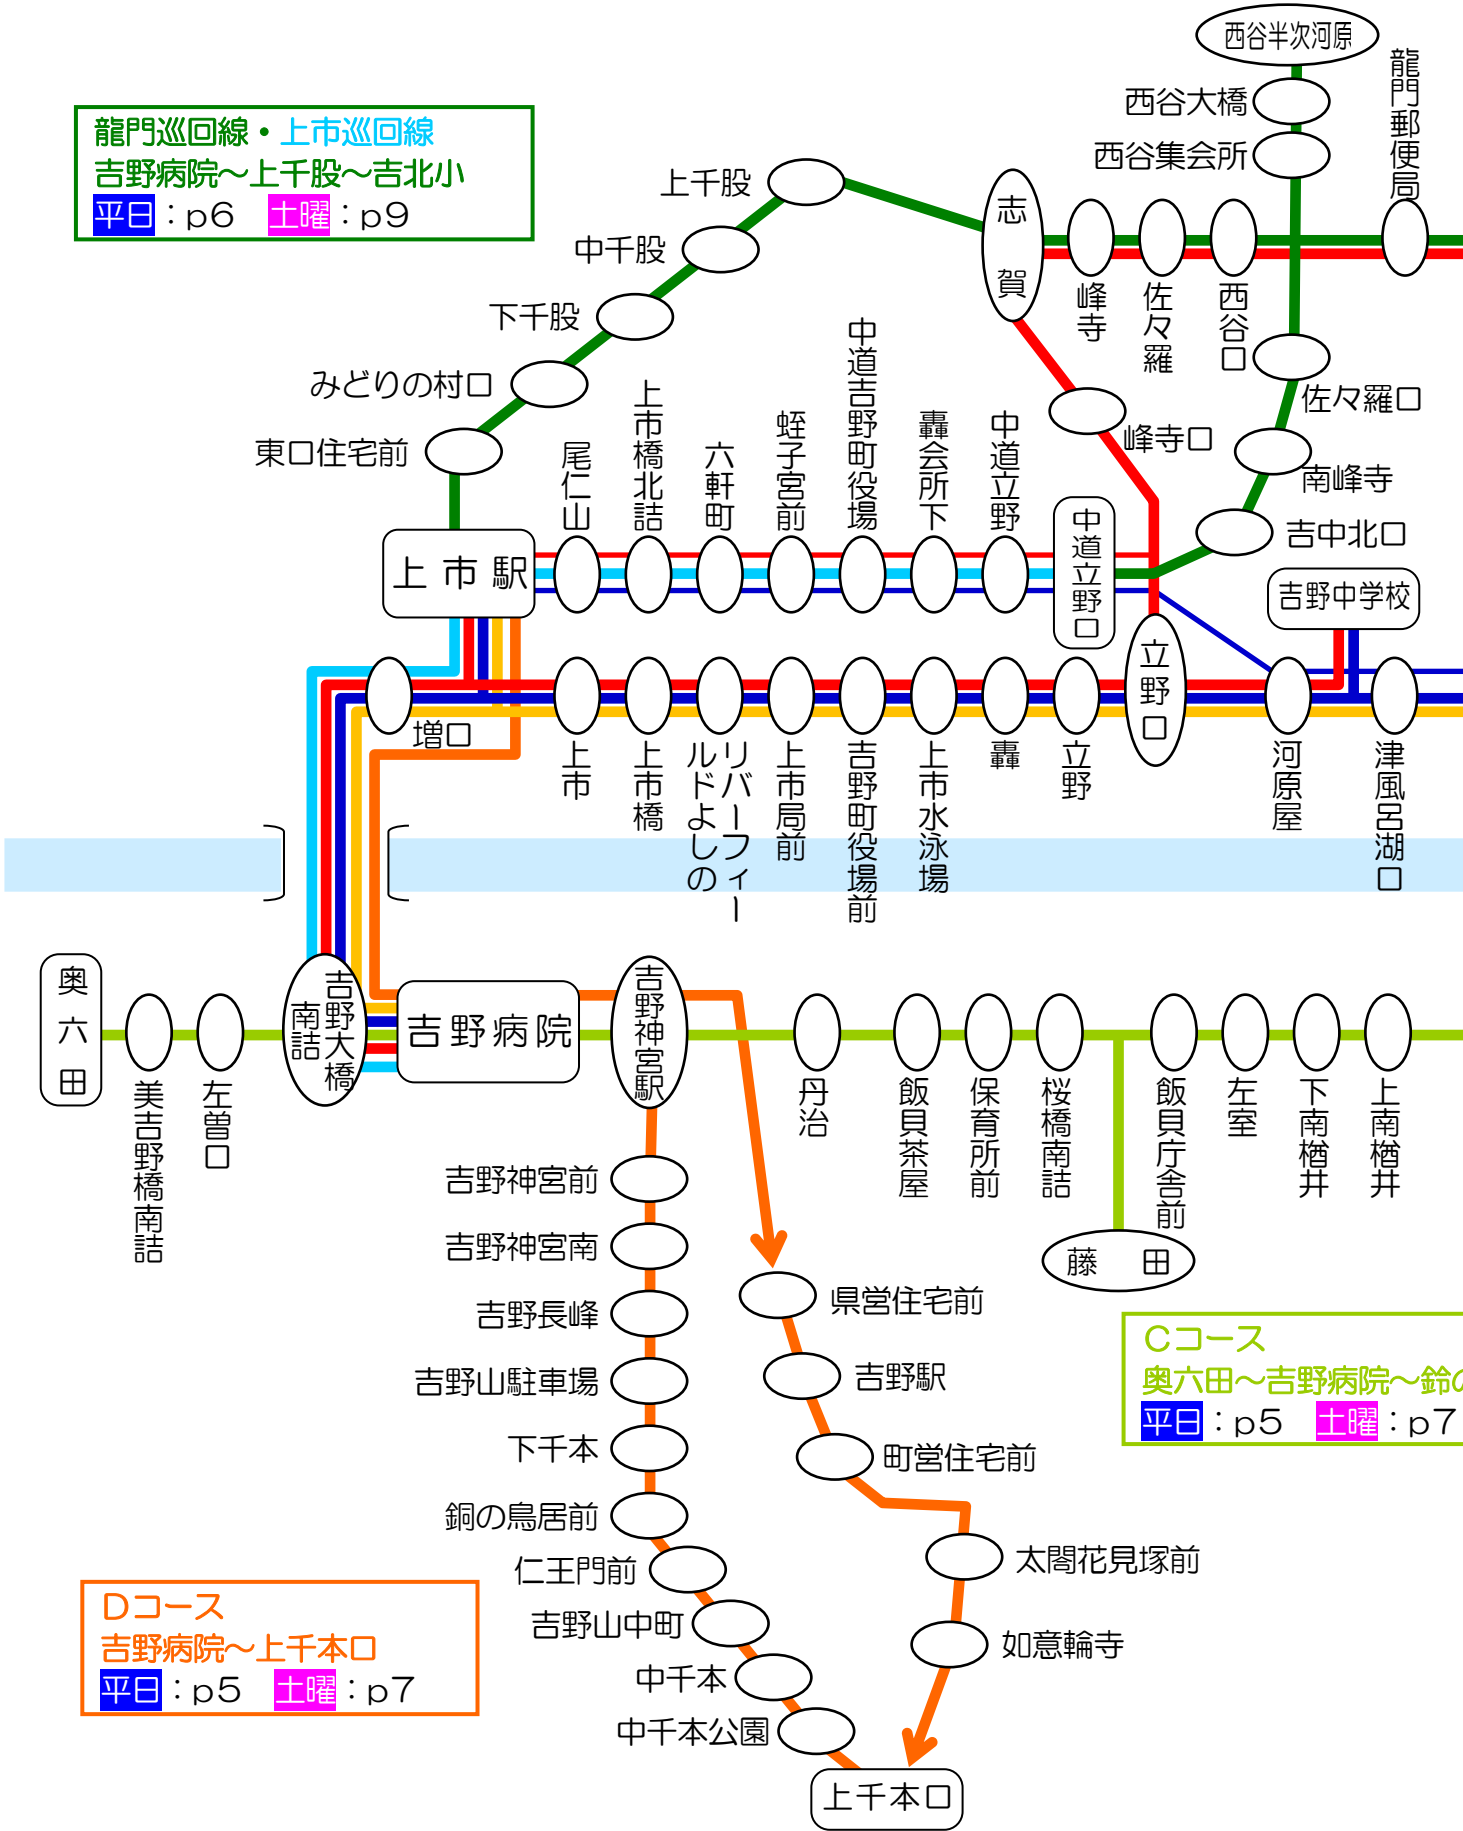 西谷半次河原
西谷大橋
西谷集会所
龍門郵便局
龍門巡回線・上市巡回線
吉野病院～上千股～吉北小
平日：p6　土曜：p9
上千股
中千股
下千股
みどりの村口
東口住宅前
志賀
峰寺
佐々羅
西谷口
佐々羅口
南峰寺
吉中北口
峰寺口
尾仁山
上市橋北詰
六軒町
蛭子宮前
中道吉野町役場
轟会所下
中道立野
中道立野口
上市駅
吉野中学校
立野口
増口
上市
上市橋
リバーフィー
ルドよしの
上市局前
吉野町役場前
上市水泳場
轟
立野
河原屋
津風呂湖口
奥六田
美吉野橋南詰
左曽口
吉野大橋
南詰
吉野病院
吉野神宮駅
丹治
飯貝茶屋
保育所前
桜橋南詰
飯貝庁舎前
左室
下南楢井
上南楢井
藤田
吉野神宮前
吉野神宮南
吉野長峰
吉野山駐車場
下千本
銅の鳥居前
仁王門前
吉野山中町
中千本
中千本公園
上千本口
県営住宅前
吉野駅
町営住宅前
太閤花見塚前
如意輪寺
Cコース
奥六田～吉野病院～鈴の
平日：p5　土曜：p7
Dコース
吉野病院～上千本口
平日：p5　土曜：p7